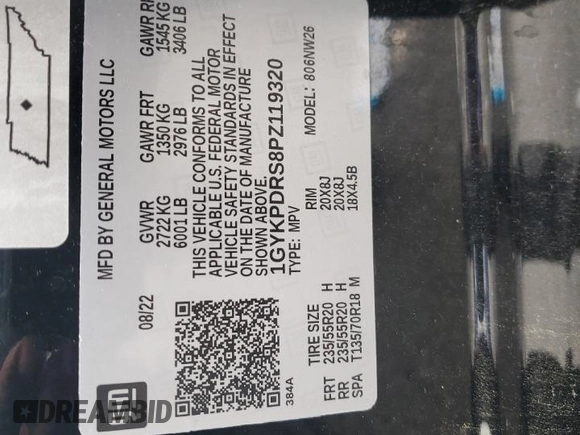 MFD BY GENERAL MOTORS LLC
08/22
GVWR GAWR FRT GAWR RR
2722 KG 1350 KG 1545 KG
6001 LB 2976 LB 3406 LB
THIS VEHICLE CONFORMS TO ALL
APPLICABLE U.S. FEDERAL MOTOR
VEHICLE SAFETY STANDARDS IN EFFECT
ON THE DATE OF MANUFACTURE
SHOWN ABOVE.
1GYKPDRS8PZ119320
TYPE: MPV MODEL: 806NW26
384A
TIRE SIZE RIM
FRT 235/55R20 H 20X8J
RR 235/55R20 H 20X8J
SPA T135/70R18 M 18X4.5B
gm
DREAMBID